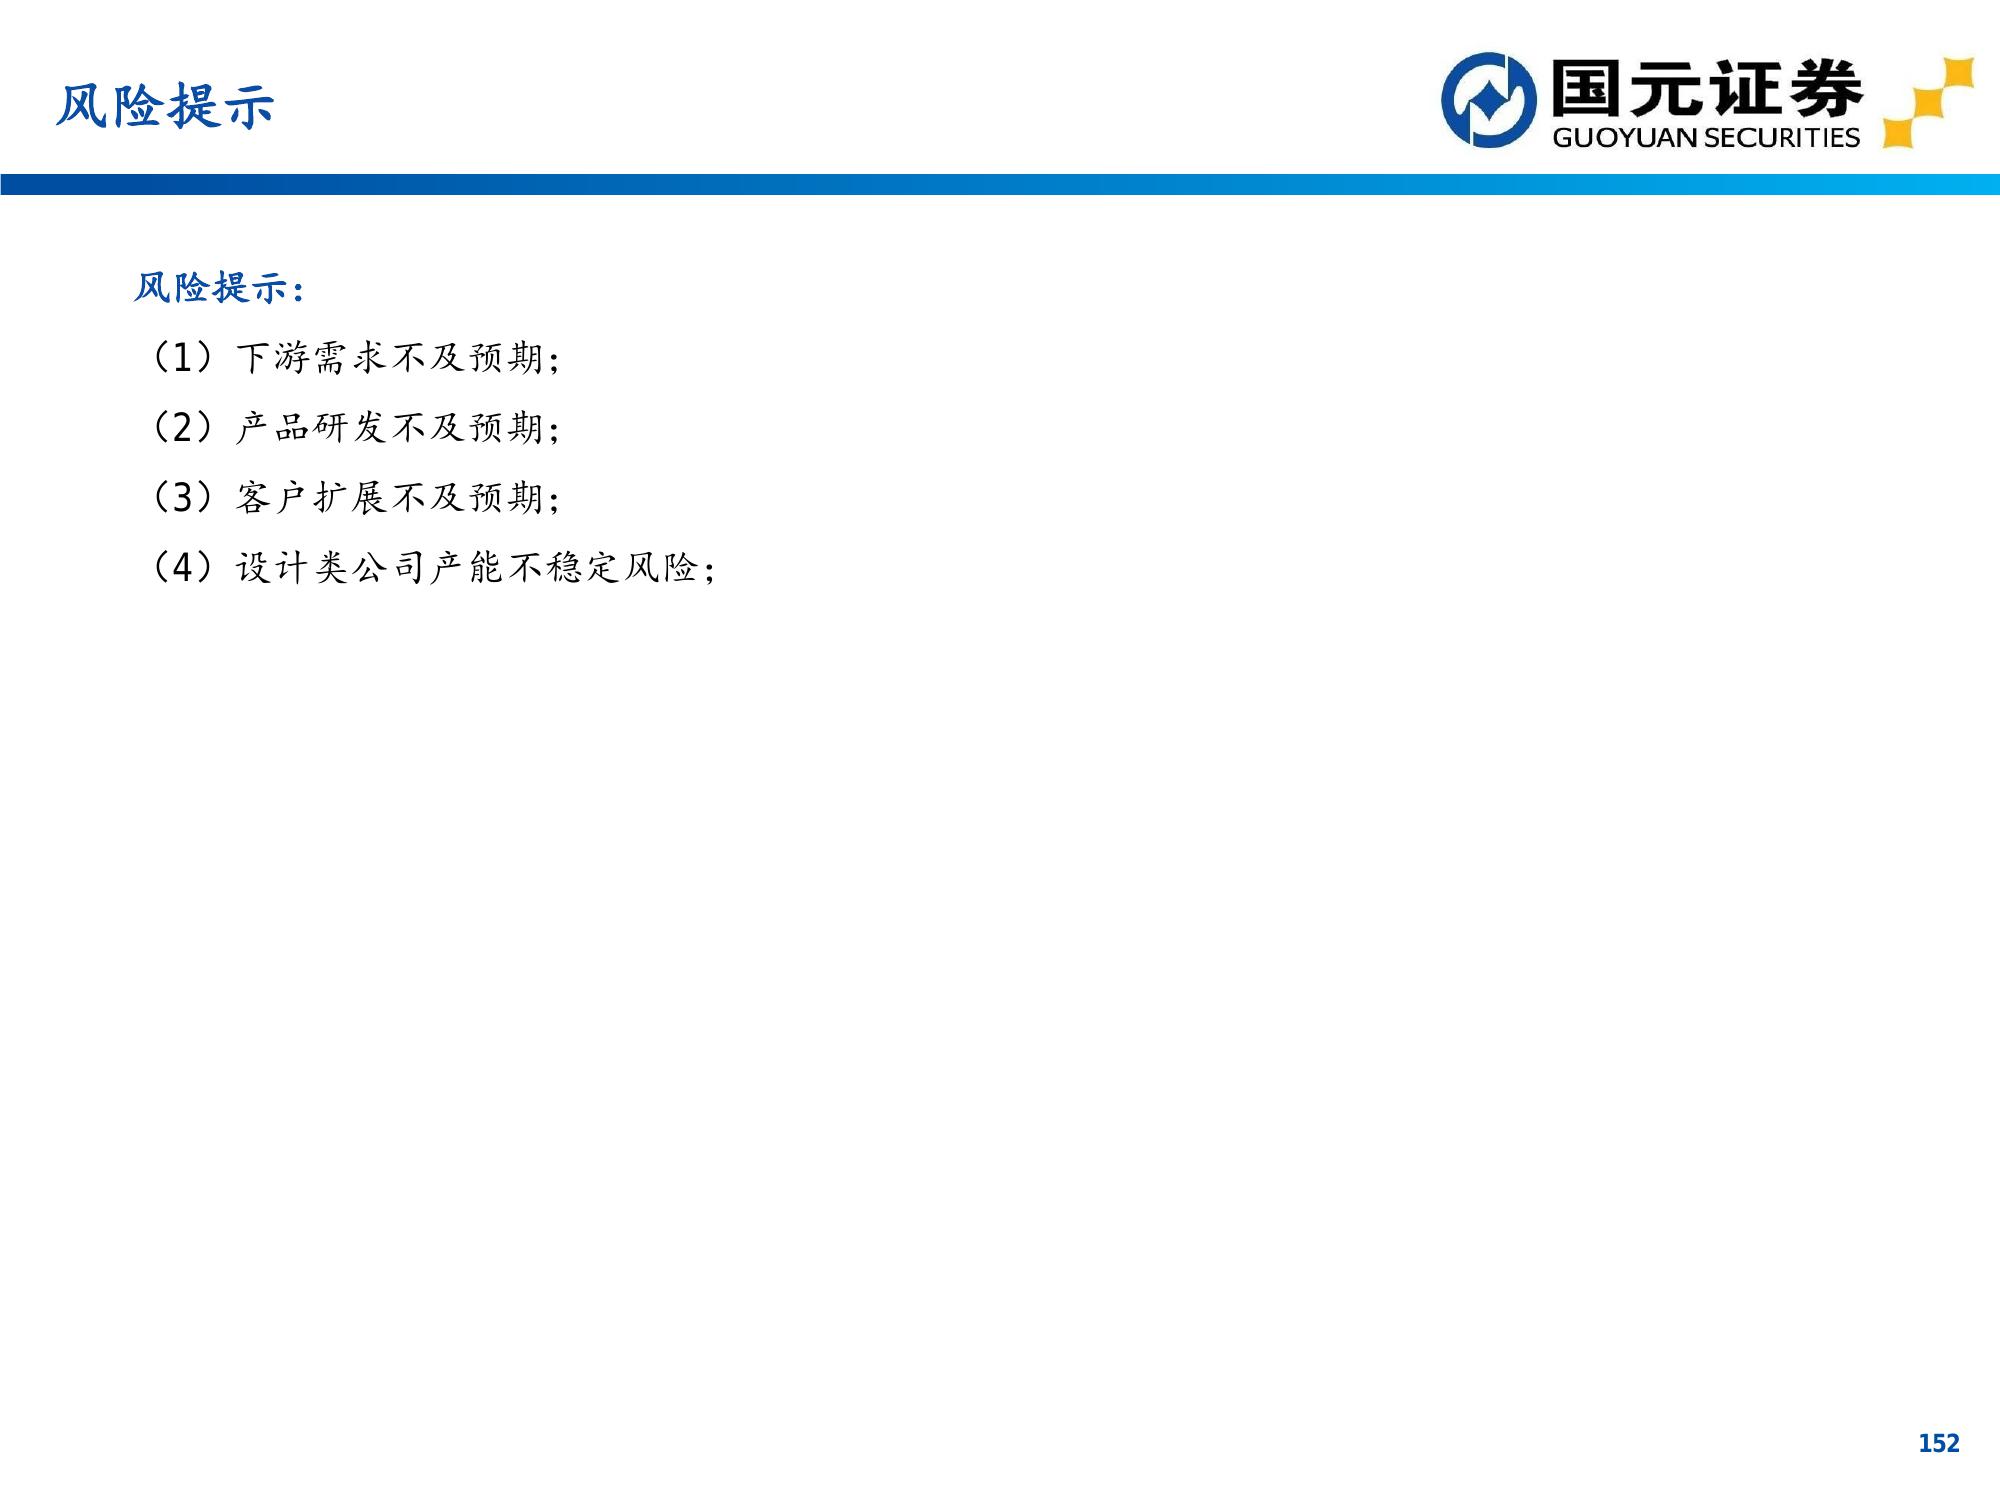 风险提示
国元证券
GUOYUAN SECURITIES
风险提示：
（1）下游需求不及预期；
（2）产品研发不及预期；
（3）客户扩展不及预期；
（4）设计类公司产能不稳定风险；
152